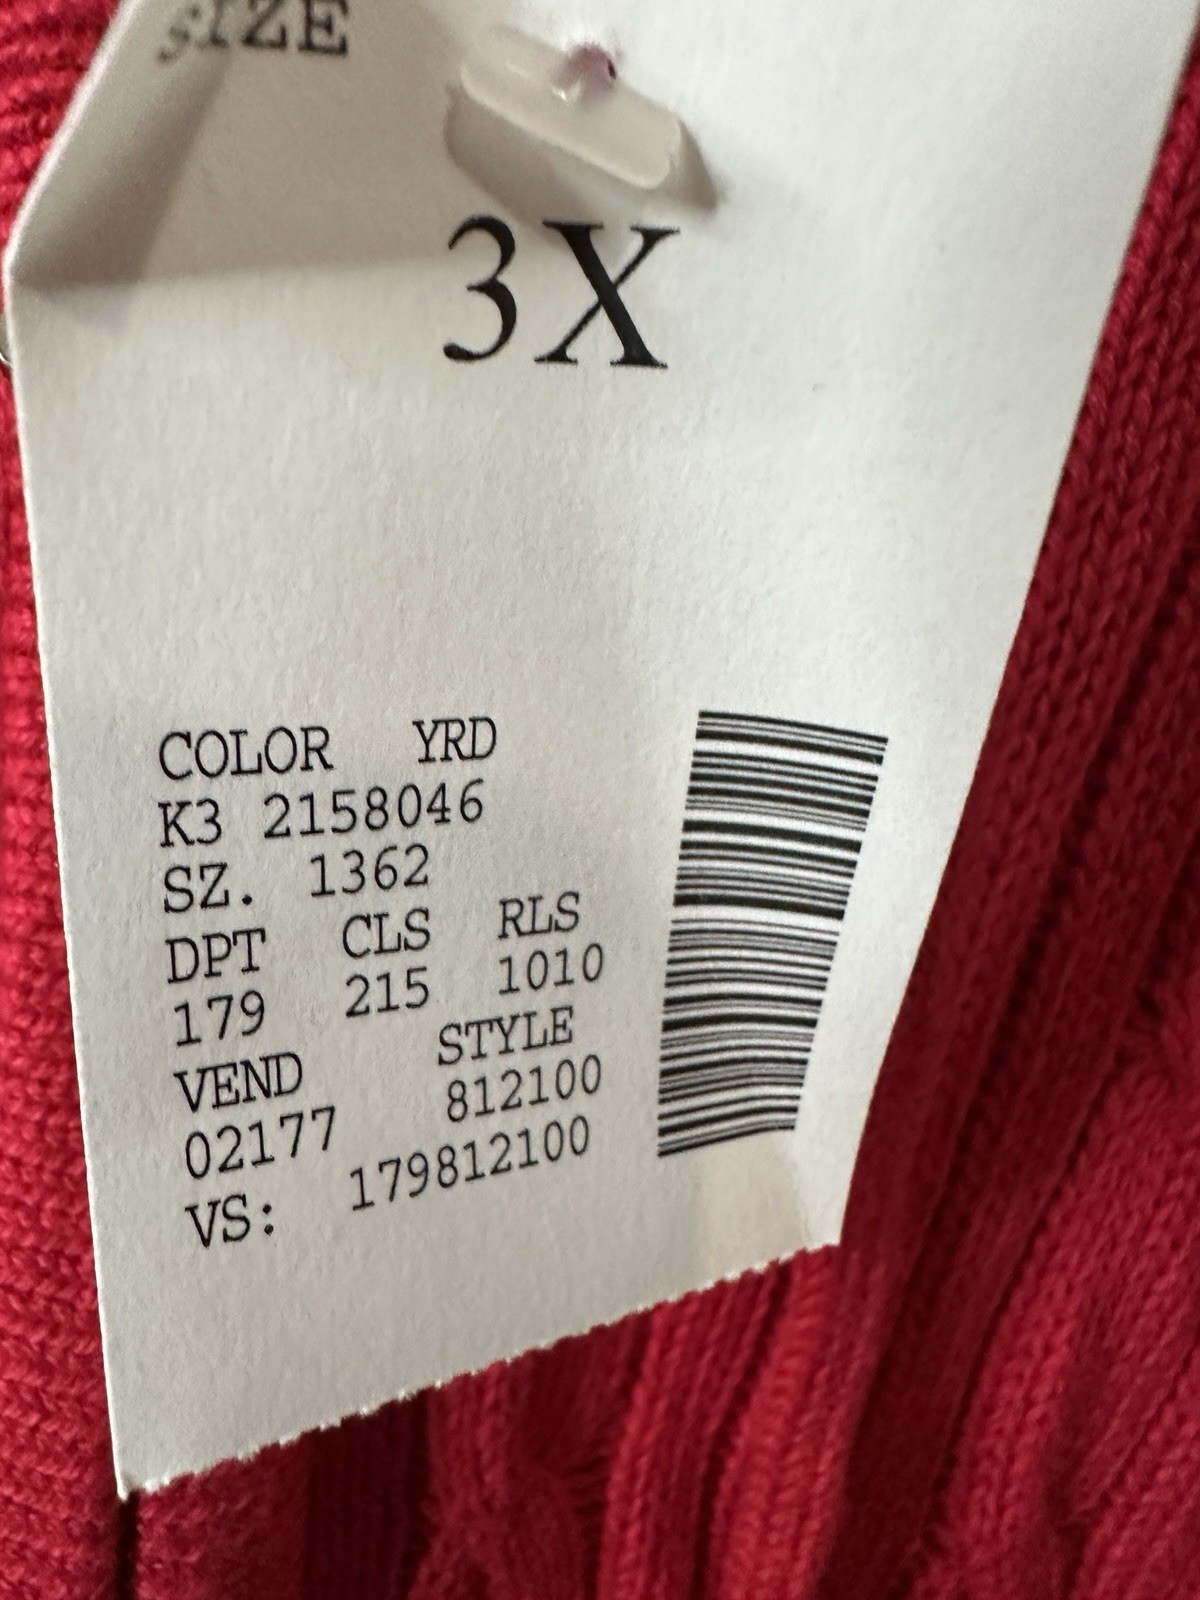 SIZE
3X
COLOR YRD
K3 2158046
SZ. 1362
DPT CLS RLS
179 215 1010
VEND STYLE
02177 812100
VS: 179812100